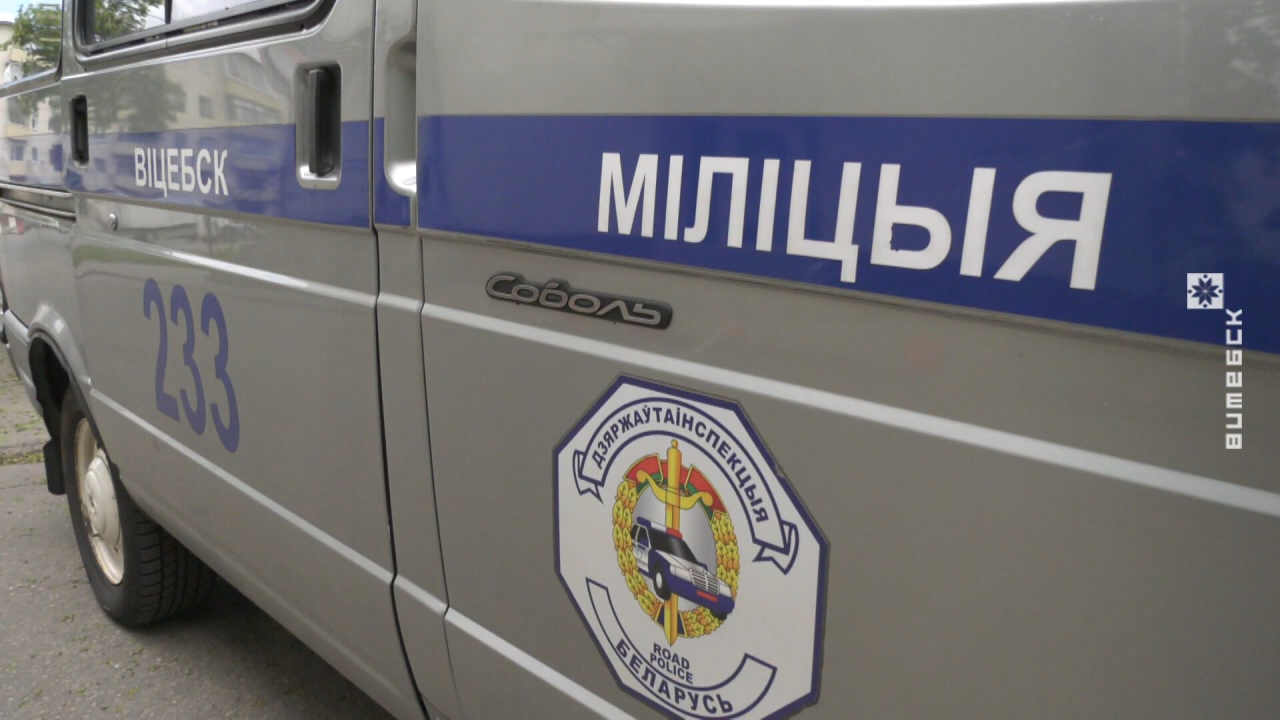 ВІЦЕБСК
МІЛІЦЫЯ
Соболь
233
ДЗЯРЖАЎТАІНСПЕКЦЫЯ
ROAD
POLICE
БЕЛАРУСЬ
витебск